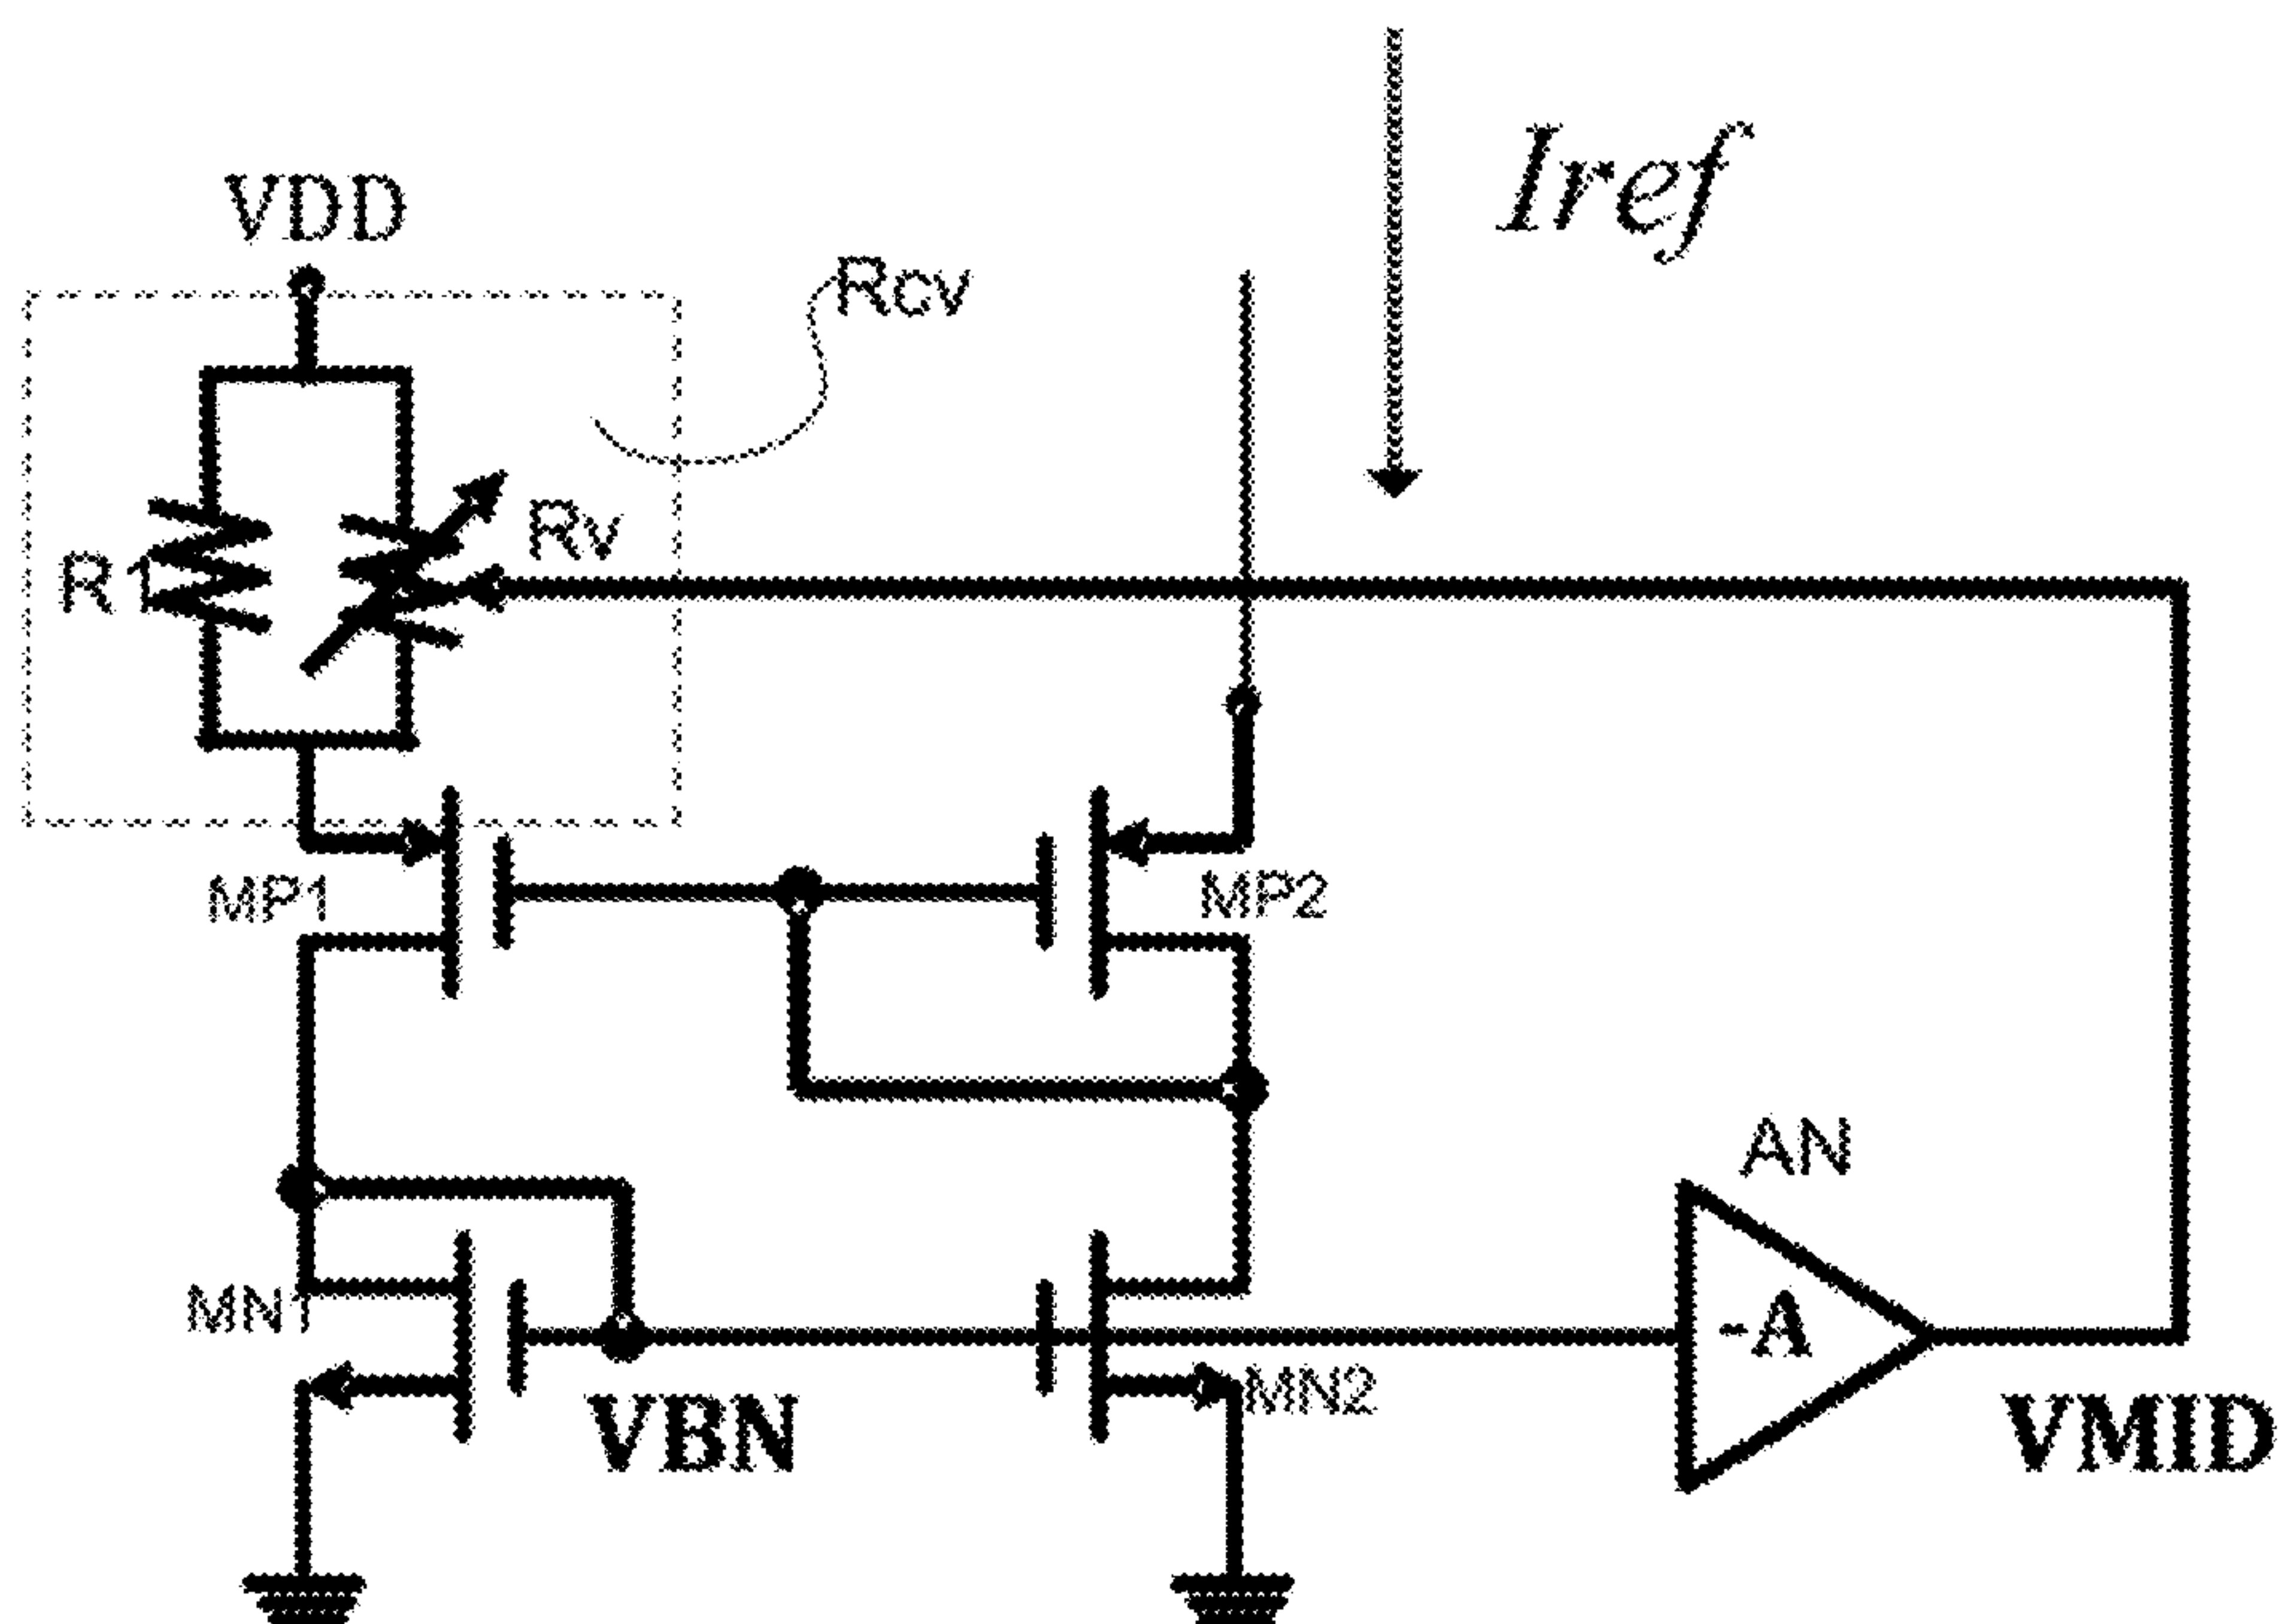 Iref
VDD
Rcv
Rv
R1
MP1
MP2
AN
-A
MN1
MN2
VBN
VMID